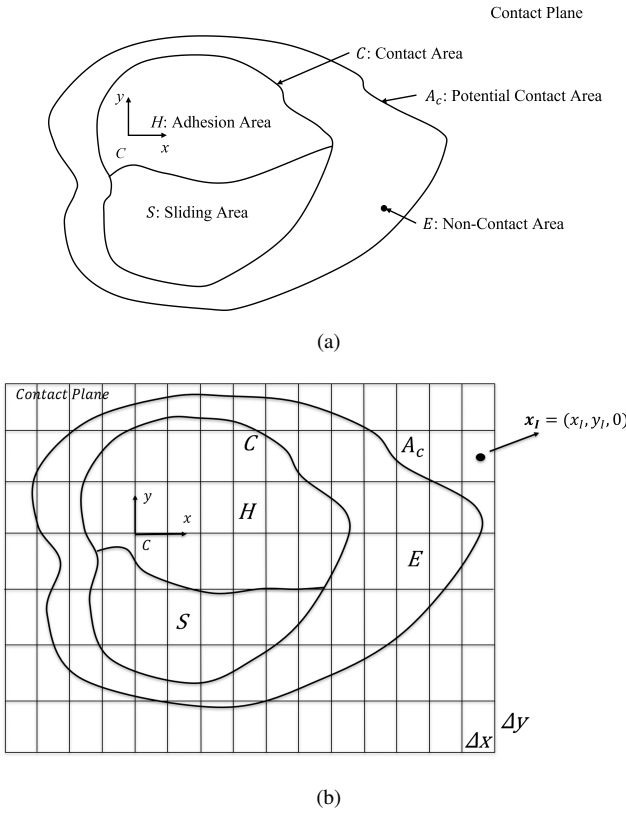 Contact Plane
C: Contact Area
A_c: Potential Contact Area
y
H: Adhesion Area
C
x
S: Sliding Area
E: Non-Contact Area
(a)
Contact Plane
x_I = (x_I, y_I, 0)
C
A_c
y
H
x
C
E
S
Δy
Δx
(b)